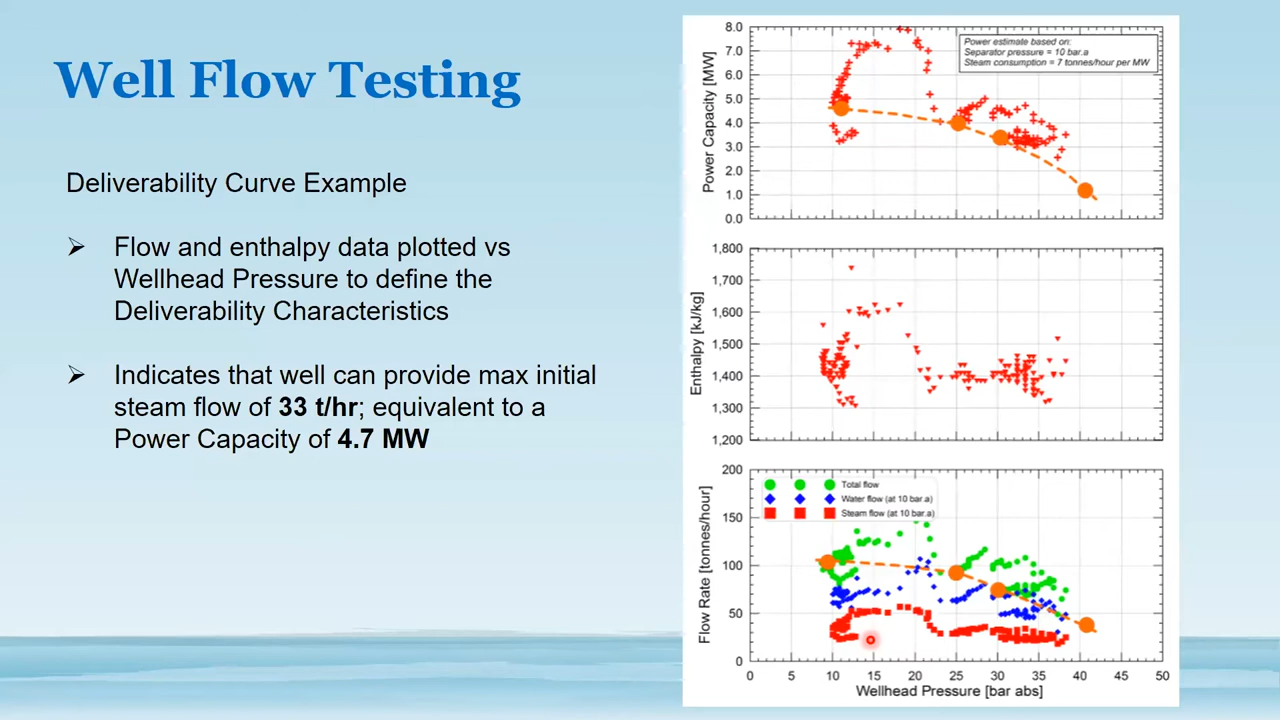 Well Flow Testing
Deliverability Curve Example
➢ Flow and enthalpy data plotted vs
Wellhead Pressure to define the
Deliverability Characteristics
➢ Indicates that well can provide max initial
steam flow of 33 t/hr; equivalent to a
Power Capacity of 4.7 MW
Power Capacity [MW]
8.0
7.0
6.0
5.0
4.0
3.0
2.0
1.0
0.0
Power estimate based on:
Separator pressure = 10 bar.a
Steam consumption = 7 tonnes/hour per MW
Enthalpy [kJ/kg]
1,800
1,700
1,600
1,500
1,400
1,300
1,200
Flow Rate [tonnes/hour]
200
150
100
50
0
Total flow
Water flow (at 10 bar.a)
Steam flow (at 10 bar.a)
0 5 10 15 20 25 30 35 40 45 50
Wellhead Pressure [bar abs]